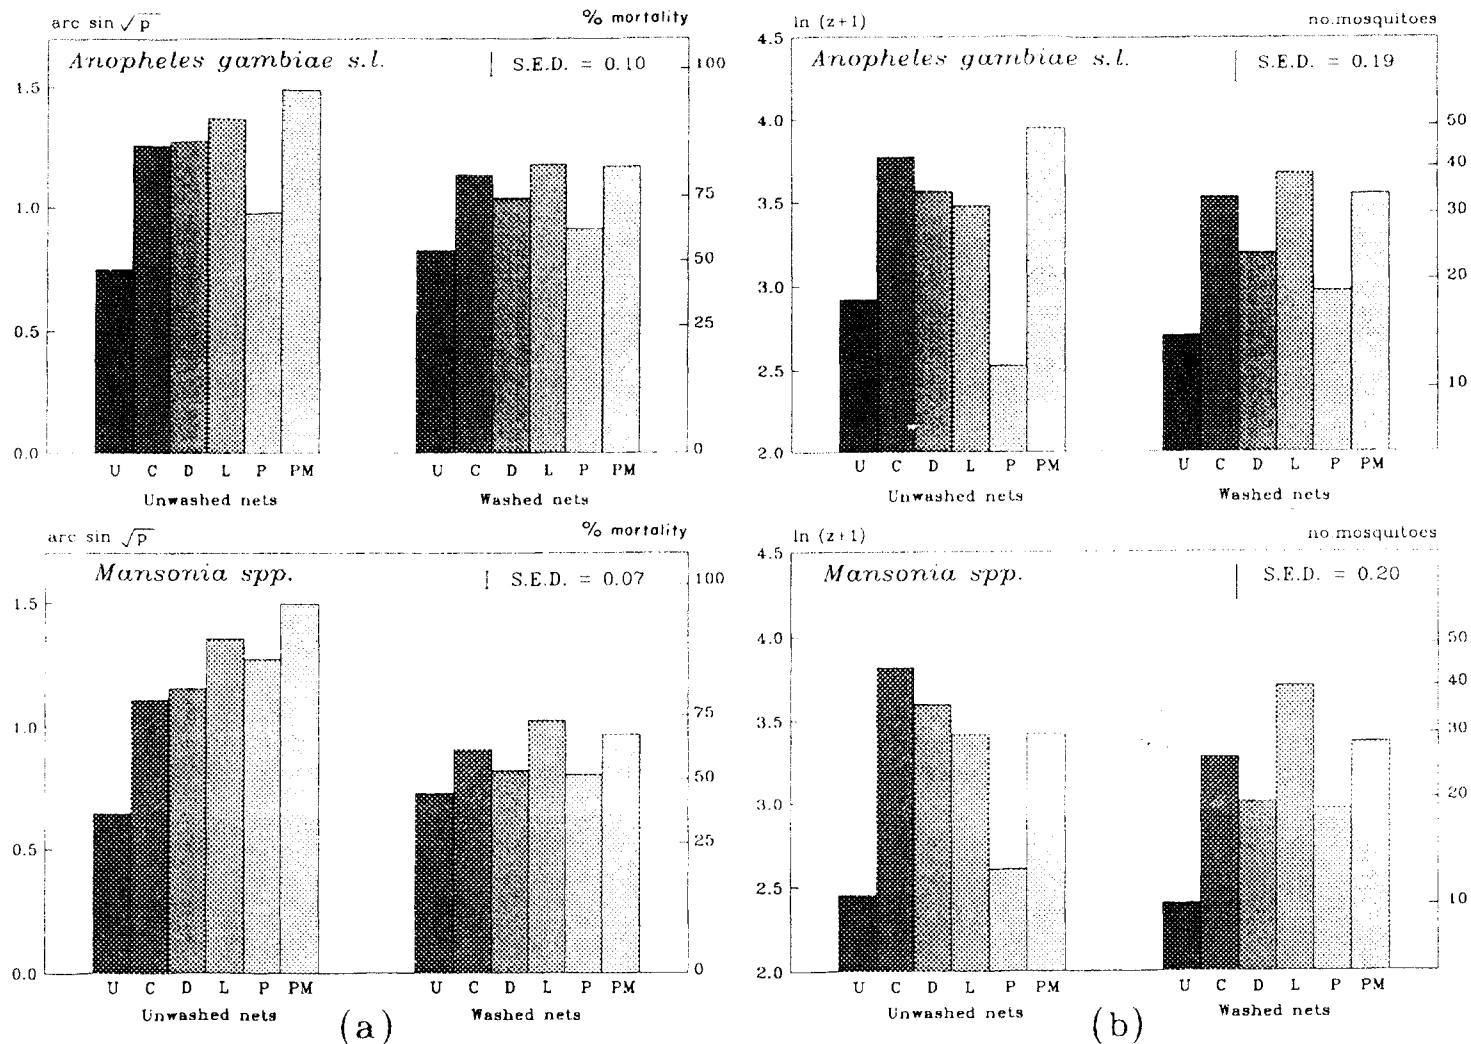 arc sin √p % mortality
Anopheles gambiae s.l. S.E.D. = 0.10
1.5
1.0
0.5
0.0
100
75
50
25
0
U C D L P PM U C D L P PM
Unwashed nets Washed nets
ln (z+1) no.mosquitoes
Anopheles gambiae s.l. S.E.D. = 0.19
4.5
4.0
3.5
3.0
2.5
2.0
50
40
30
20
10
U C D L P PM U C D L P PM
Unwashed nets Washed nets
arc sin √p % mortality
Mansonia spp. S.E.D. = 0.07
1.5
1.0
0.5
0.0
100
75
50
25
0
U C D L P PM U C D L P PM
Unwashed nets Washed nets
(a)
ln (z+1) no.mosquitoes
Mansonia spp. S.E.D. = 0.20
4.5
4.0
3.5
3.0
2.5
2.0
50
40
30
20
10
U C D L P PM U C D L P PM
Unwashed nets Washed nets
(b)